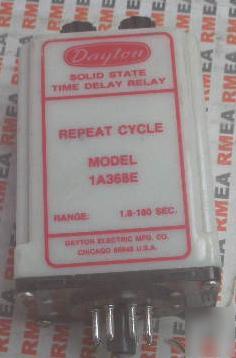 Dayton
SOLID STATE
TIME DELAY RELAY
REPEAT CYCLE
MODEL
1A368E
RANGE: 1.8-180 SEC.
DAYTON ELECTRIC MFG. CO.
CHICAGO 60648 U.S.A.